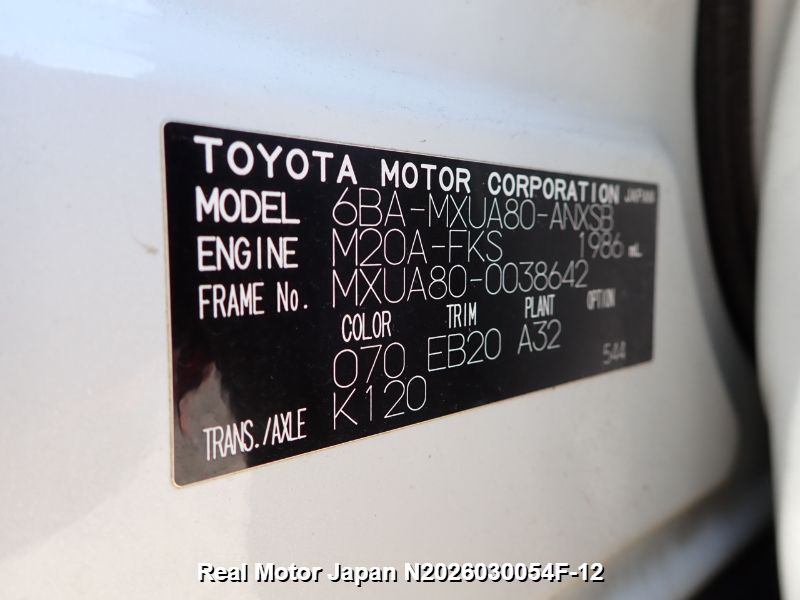 TOYOTA MOTOR CORPORATION JAPAN
MODEL 6BA-MXUA80-ANXSB
ENGINE M20A-FKS 1986 mL
FRAME No. MXUA80-0038642
COLOR TRIM PLANT OPTION
070 EB20 A32 544
TRANS./AXLE K120
Real Motor Japan N2026030054F-12